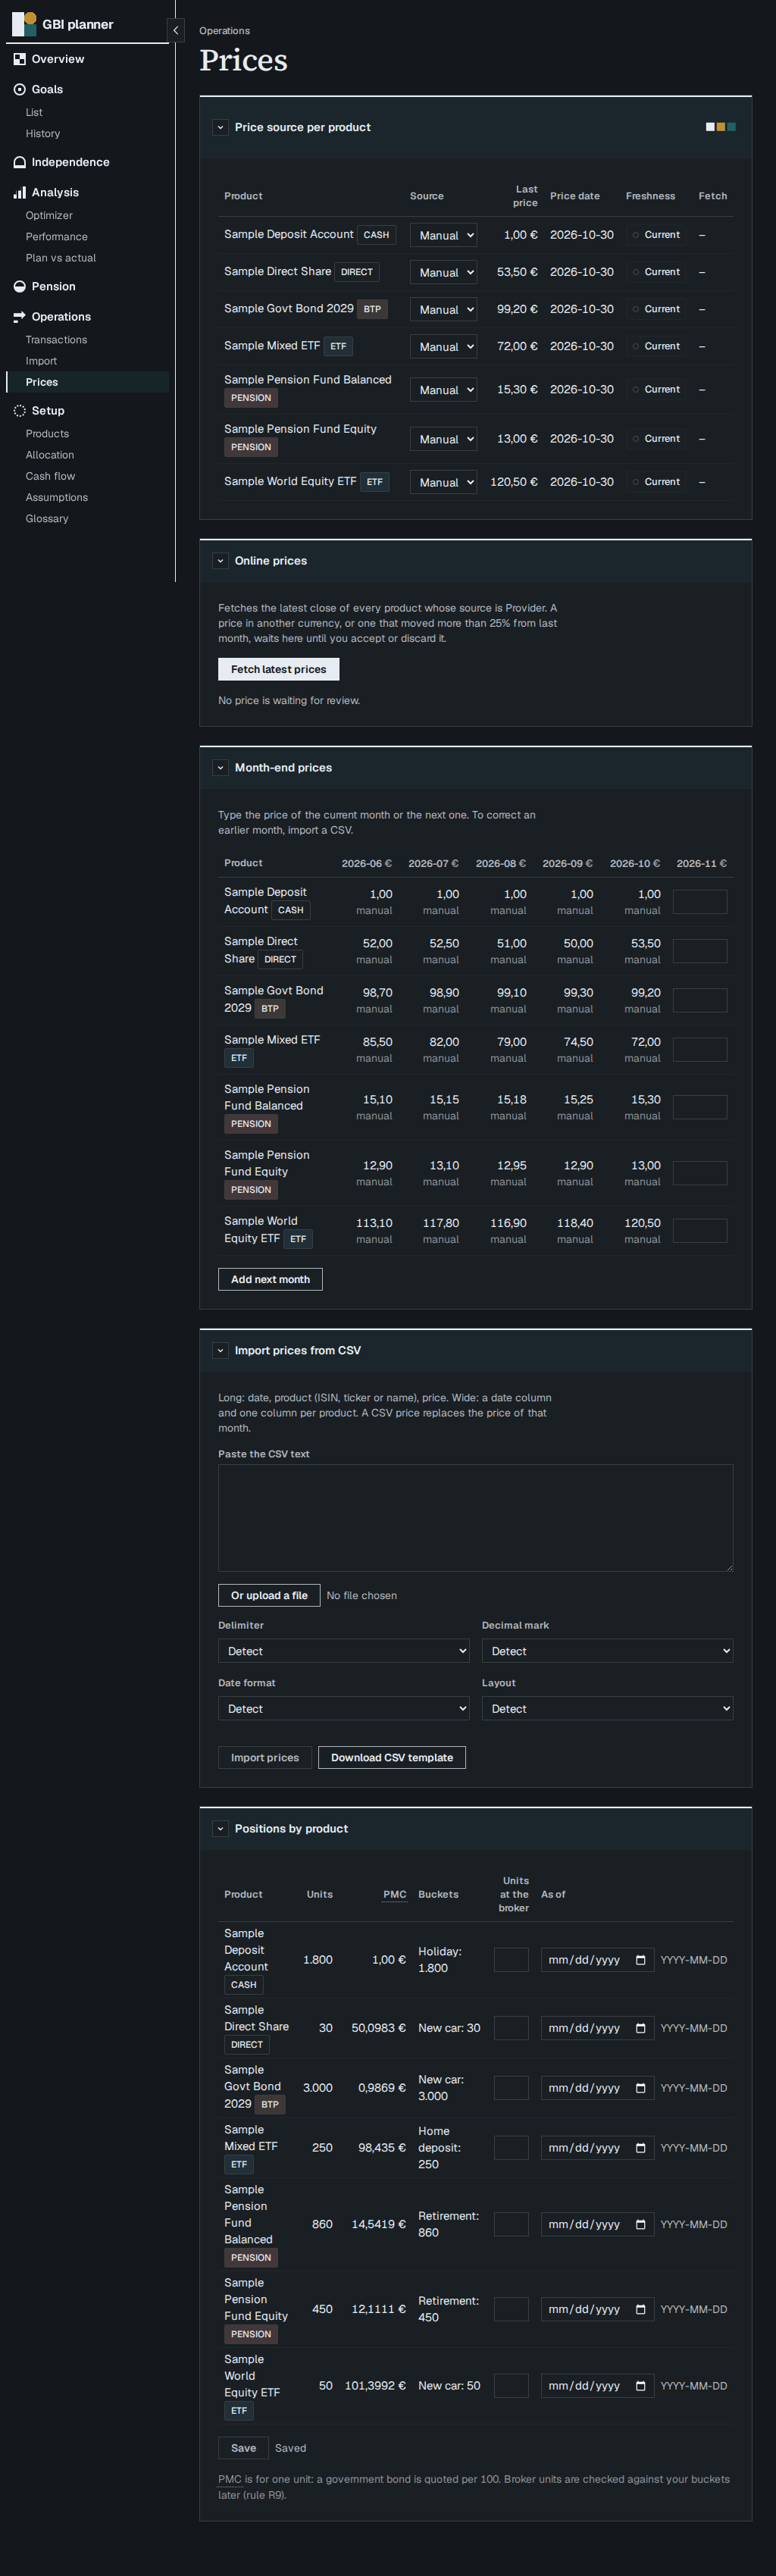 GBI planner
Overview
Goals
List
History
Independence
Analysis
Optimizer
Performance
Plan vs actual
Pension
Operations
Transactions
Import
Prices
Setup
Products
Allocation
Cash flow
Assumptions
Glossary
Operations
Prices
Price source per product
Product Source Last price Price date Freshness Fetch
Sample Deposit Account CASH Manual 1,00 € 2026-10-30 Current –
Sample Direct Share DIRECT Manual 53,50 € 2026-10-30 Current –
Sample Govt Bond 2029 BTP Manual 99,20 € 2026-10-30 Current –
Sample Mixed ETF ETF Manual 72,00 € 2026-10-30 Current –
Sample Pension Fund Balanced PENSION Manual 15,30 € 2026-10-30 Current –
Sample Pension Fund Equity PENSION Manual 13,00 € 2026-10-30 Current –
Sample World Equity ETF ETF Manual 120,50 € 2026-10-30 Current –
Online prices
Fetches the latest close of every product whose source is Provider. A
price in another currency, or one that moved more than 25% from last
month, waits here until you accept or discard it.
Fetch latest prices
No price is waiting for review.
Month-end prices
Type the price of the current month or the next one. To correct an
earlier month, import a CSV.
Product 2026-06 € 2026-07 € 2026-08 € 2026-09 € 2026-10 € 2026-11 €
Sample Deposit 1,00 1,00 1,00 1,00 1,00
Account CASH manual manual manual manual manual
Sample Direct 52,00 52,50 51,00 50,00 53,50
Share DIRECT manual manual manual manual manual
Sample Govt Bond 98,70 98,90 99,10 99,30 99,20
2029 BTP manual manual manual manual manual
Sample Mixed ETF 85,50 82,00 79,00 74,50 72,00
ETF manual manual manual manual manual
Sample Pension
Fund Balanced 15,10 15,15 15,18 15,25 15,30
PENSION manual manual manual manual manual
Sample Pension
Fund Equity 12,90 13,10 12,95 12,90 13,00
PENSION manual manual manual manual manual
Sample World 113,10 117,80 116,90 118,40 120,50
Equity ETF ETF manual manual manual manual manual
Add next month
Import prices from CSV
Long: date, product (ISIN, ticker or name), price. Wide: a date column
and one column per product. A CSV price replaces the price of that
month.
Paste the CSV text
Or upload a file No file chosen
Delimiter Decimal mark
Detect Detect
Date format Layout
Detect Detect
Import prices Download CSV template
Positions by product
Product Units PMC Buckets Units at the broker As of
Sample Deposit Account CASH 1.800 1,00 € Holiday: 1.800 mm/dd/yyyy YYYY-MM-DD
Sample Direct Share DIRECT 30 50,0983 € New car: 30 mm/dd/yyyy YYYY-MM-DD
Sample Govt Bond 2029 BTP 3.000 0,9869 € New car: 3.000 mm/dd/yyyy YYYY-MM-DD
Sample Mixed ETF ETF 250 98,435 € Home deposit: 250 mm/dd/yyyy YYYY-MM-DD
Sample Pension Fund Balanced PENSION 860 14,5419 € Retirement: 860 mm/dd/yyyy YYYY-MM-DD
Sample Pension Fund Equity PENSION 450 12,1111 € Retirement: 450 mm/dd/yyyy YYYY-MM-DD
Sample World Equity ETF ETF 50 101,3992 € New car: 50 mm/dd/yyyy YYYY-MM-DD
Save Saved
PMC is for one unit: a government bond is quoted per 100. Broker units are checked against your buckets
later (rule R9).